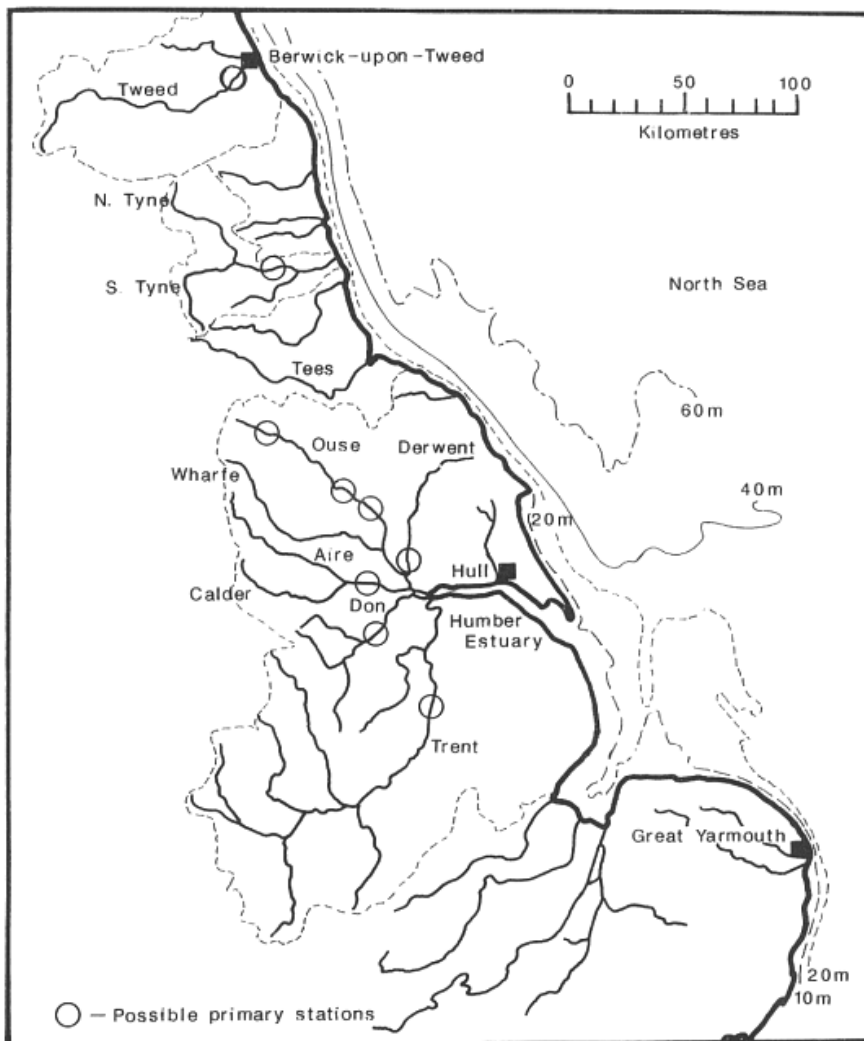 Berwick-upon-Tweed
Tweed
0 50 100
Kilometres
N. Tyne
S. Tyne
North Sea
Tees
60m
Ouse
Derwent
Wharfe
40m
20m
Aire
Hull
Calder
Don
Humber
Estuary
Trent
Great Yarmouth
20m
10m
– Possible primary stations